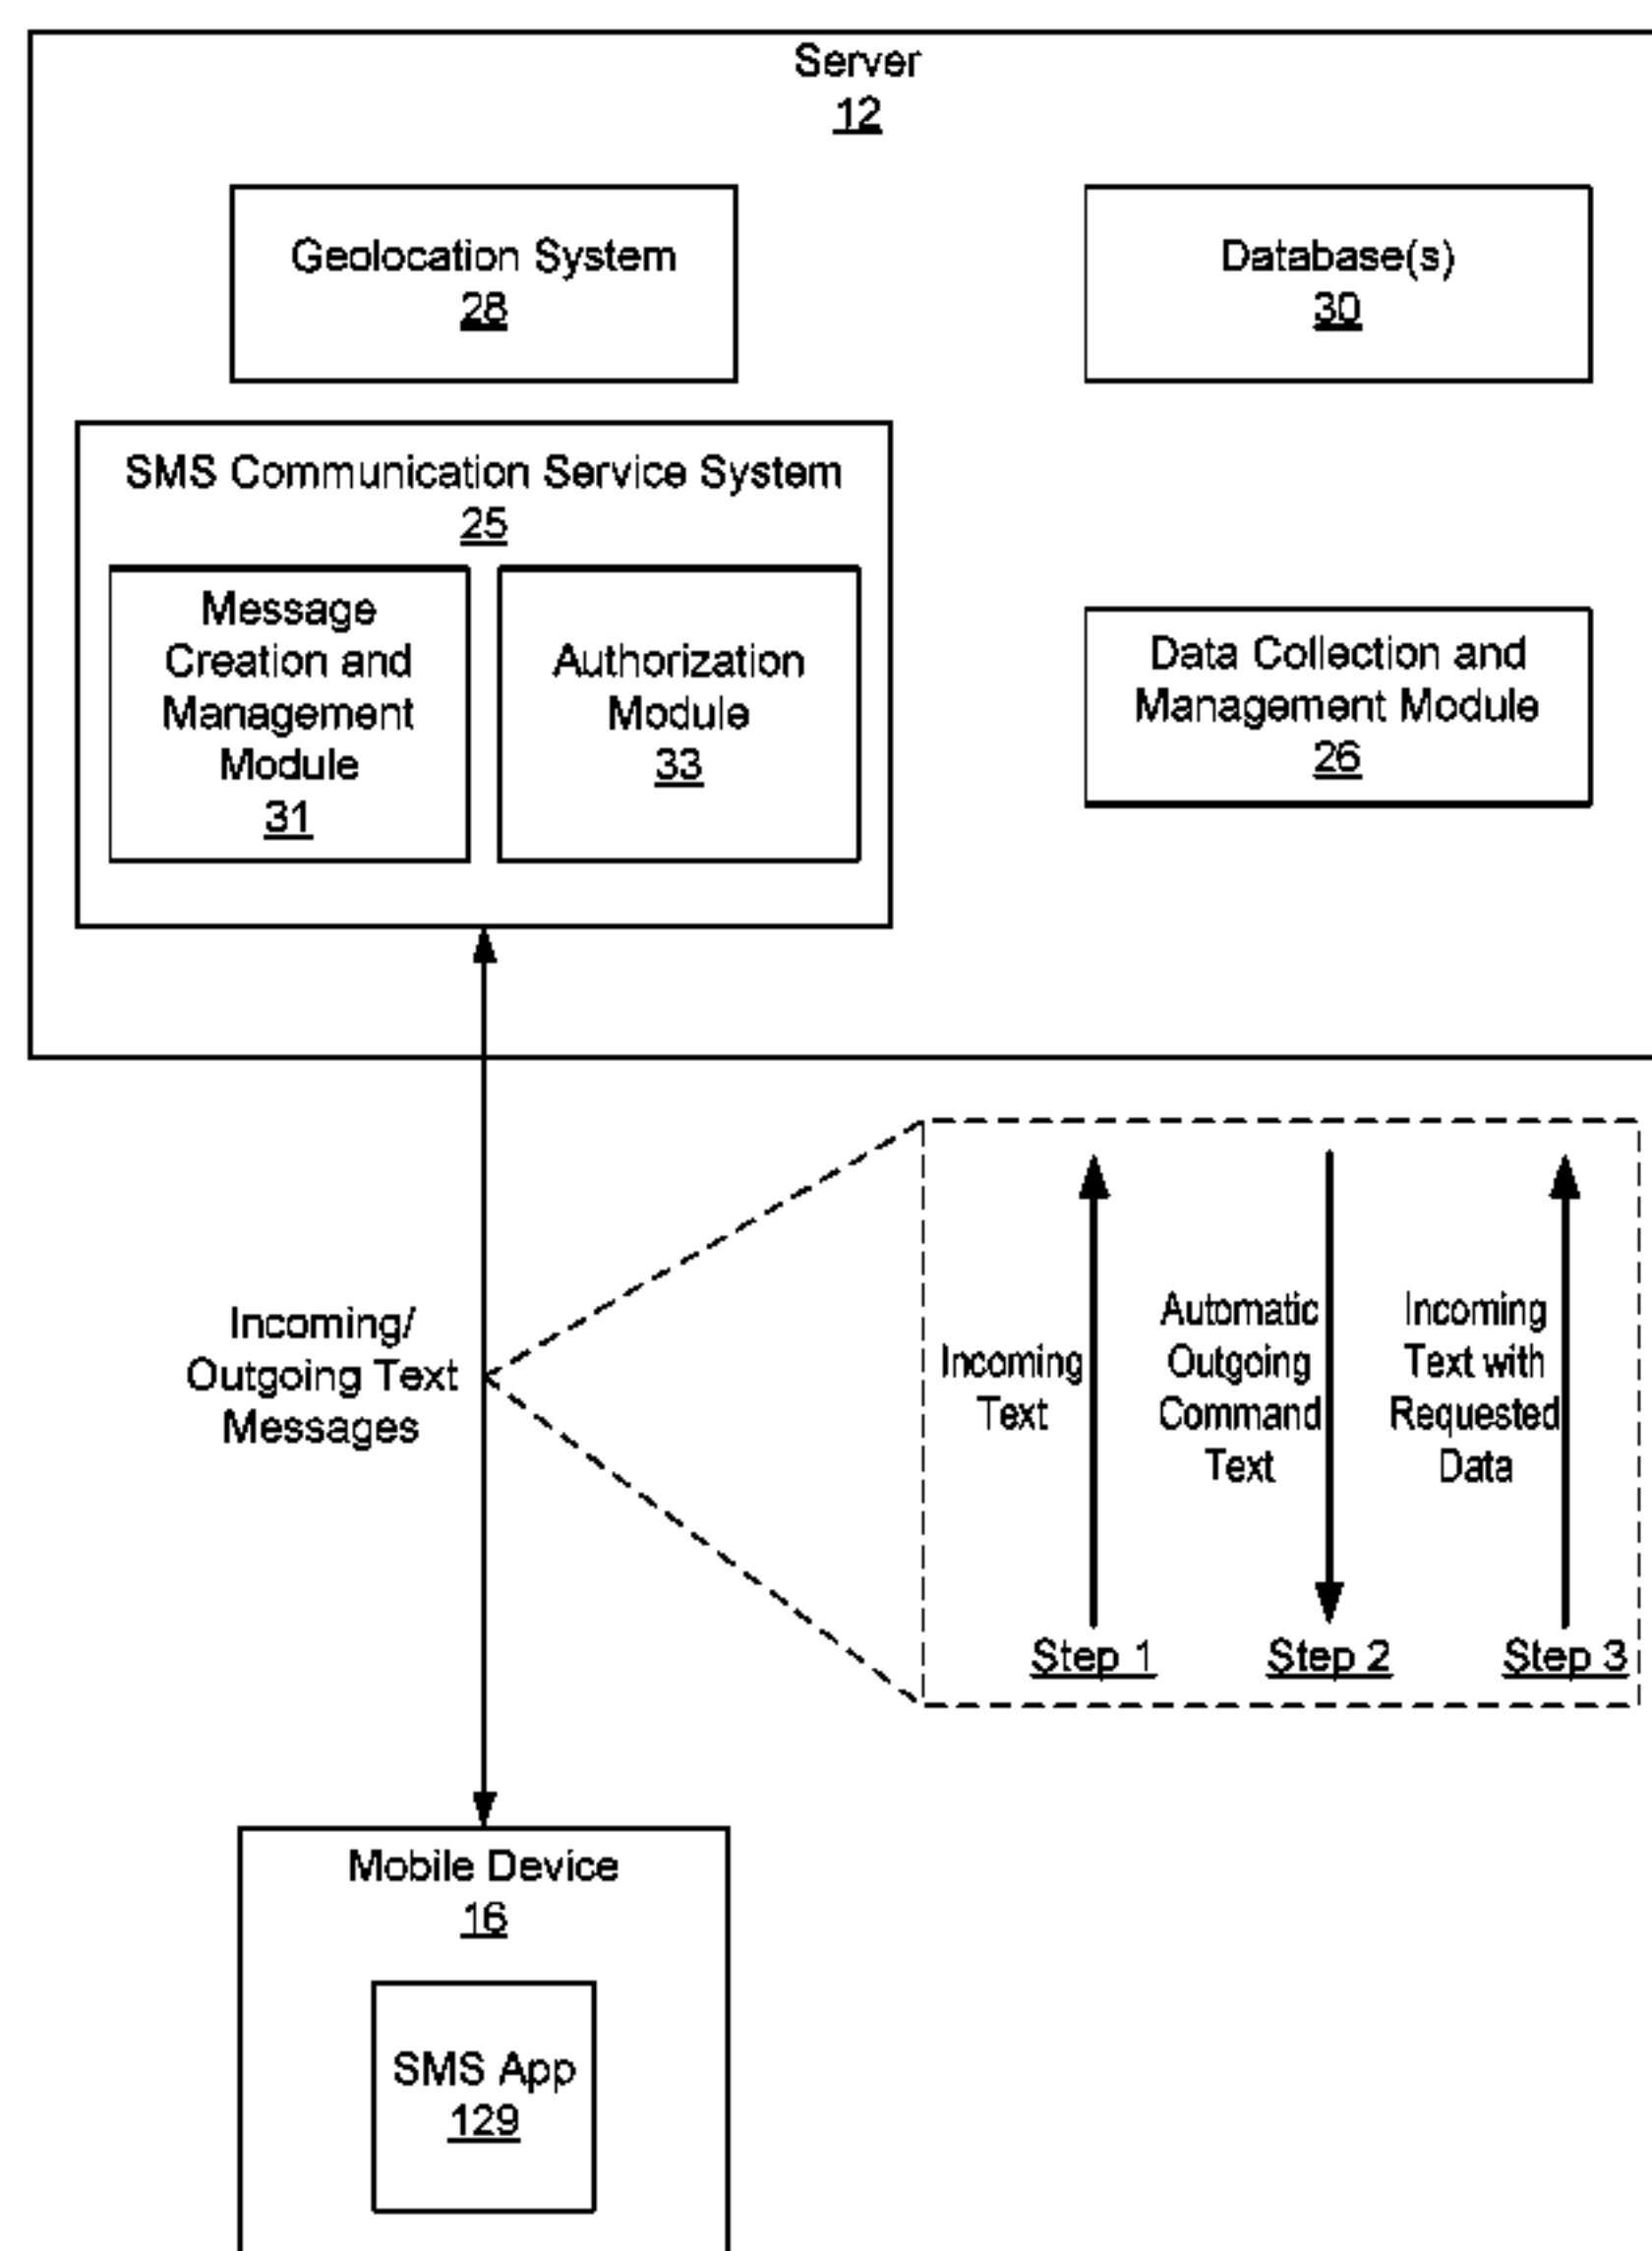 Server
12
Geolocation System
28
Database(s)
30
SMS Communication Service System
25
Message
Creation and
Management
Module
31
Authorization
Module
33
Data Collection and
Management Module
26
Incoming/
Outgoing Text
Messages
Incoming
Text
Automatic
Outgoing
Command
Text
Incoming
Text with
Requested
Data
Step 1
Step 2
Step 3
Mobile Device
16
SMS App
129